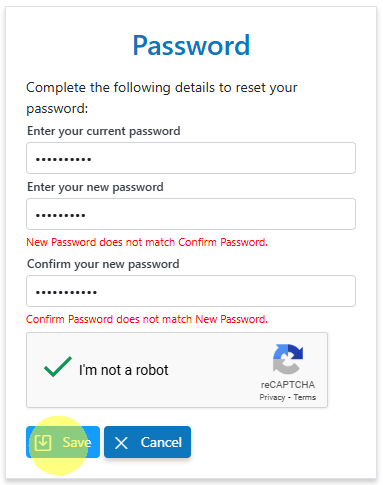 Password
Complete the following details to reset your
password:
Enter your current password
••••••••••
Enter your new password
•••••••••
New Password does not match Confirm Password.
Confirm your new password
•••••••••••
Confirm Password does not match New Password.
I'm not a robot
reCAPTCHA
Privacy - Terms
Save Cancel